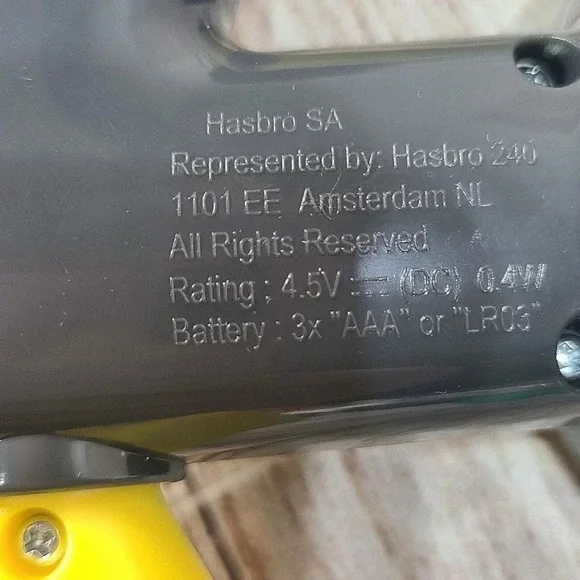 Hasbro SA
Represented by: Hasbro 240
1101 EE Amsterdam NL
All Rights Reserved
Rating : 4.5V ⎓ (DC) 0.4W
Battery : 3x "AAA" or "LR03"